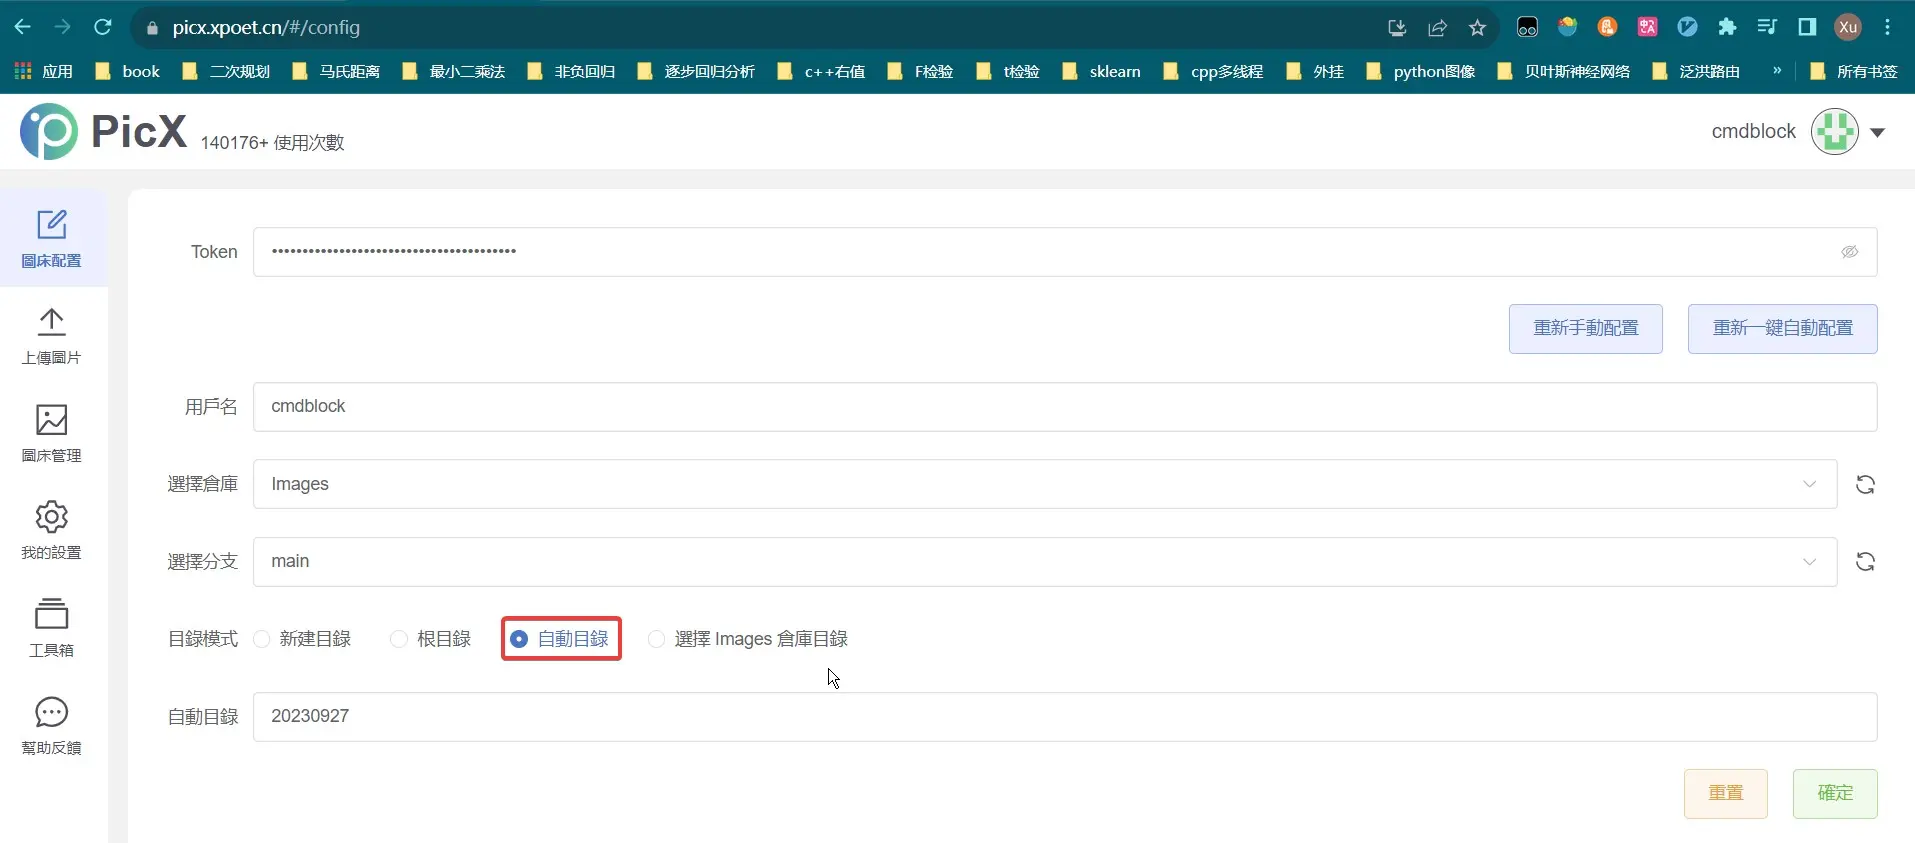 picx.xpoet.cn/#/config
Xu
应用 book 二次规划 马氏距离 最小二乘法 非负回归 逐步回归分析 c++右值 F检验 t检验 sklearn cpp多线程 外挂 python图像 贝叶斯神经网络 泛洪路由 » 所有书签
PicX 140176+ 使用次數
cmdblock
圖床配置
上傳圖片
圖床管理
我的設置
工具箱
幫助反饋
Token ••••••••••••••••••••••••••••••••••••••••
重新手動配置 重新一鍵自動配置
用戶名 cmdblock
選擇倉庫 Images
選擇分支 main
目錄模式 新建目錄 根目錄 自動目錄 選擇 Images 倉庫目錄
自動目錄 20230927
重置 確定